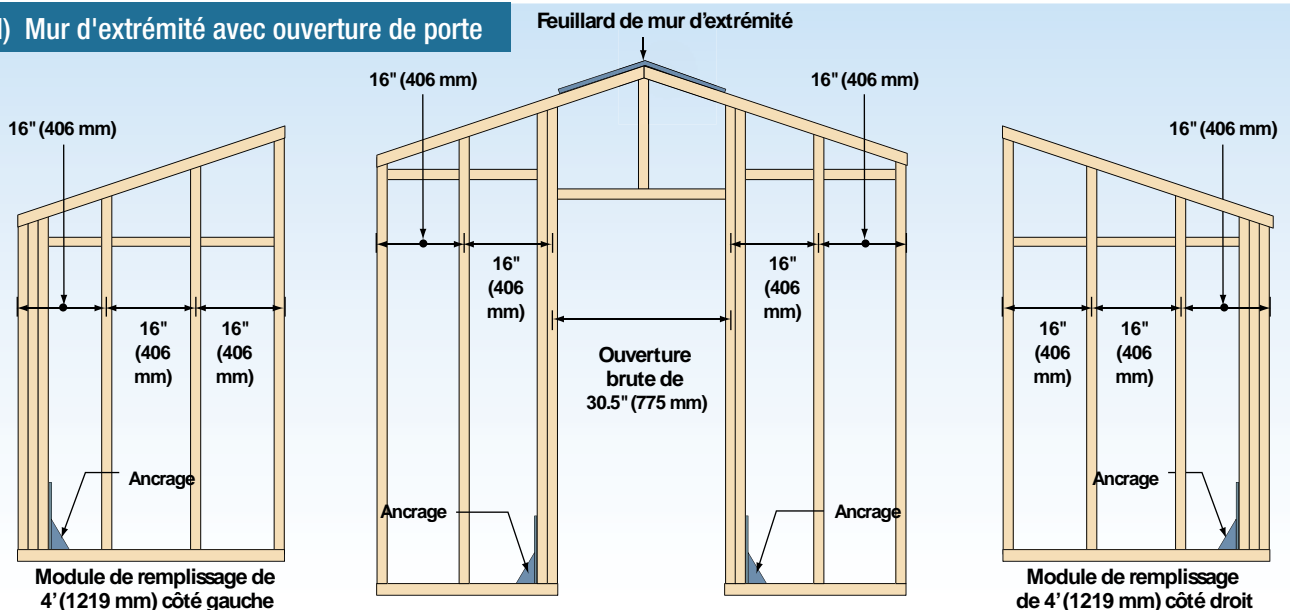 Mur d'extrémité avec ouverture de porte
Feuillard de mur d'extrémité
16" (406 mm)
16" (406 mm)
16" (406 mm)
16" (406 mm)
16"
(406
mm)
16"
(406
mm)
16"
(406
mm)
16"
(406
mm)
16"
(406
mm)
16"
(406
mm)
Ouverture
brute de
30.5" (775 mm)
Ancrage
Ancrage
Ancrage
Ancrage
Module de remplissage de
4' (1219 mm) côté gauche
Module de remplissage
de 4' (1219 mm) côté droit